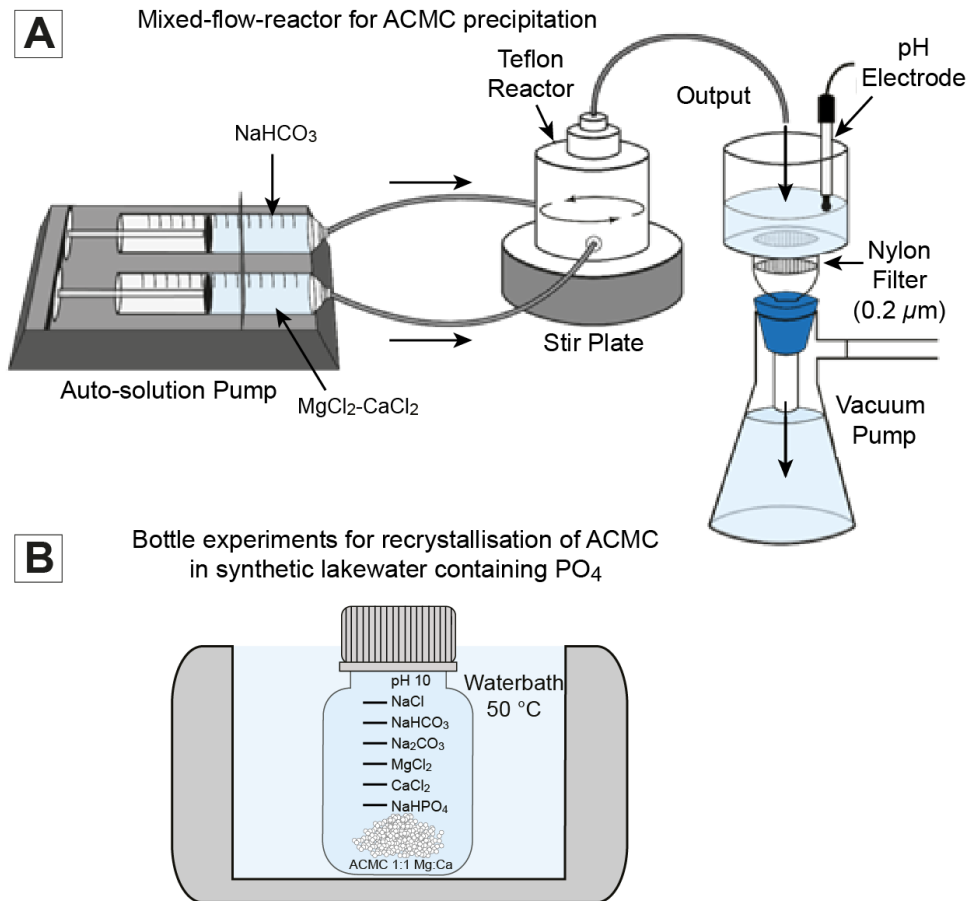 A
Mixed-flow-reactor for ACMC precipitation
Teflon
Reactor
Output
pH
Electrode
NaHCO₃
Nylon
Filter
(0.2 µm)
Stir Plate
Auto-solution Pump
MgCl₂-CaCl₂
Vacuum
Pump
B
Bottle experiments for recrystallisation of ACMC
in synthetic lakewater containing PO₄
pH 10
NaCl
NaHCO₃
Na₂CO₃
MgCl₂
CaCl₂
NaHPO₄
ACMC 1:1 Mg:Ca
Waterbath
50 °C